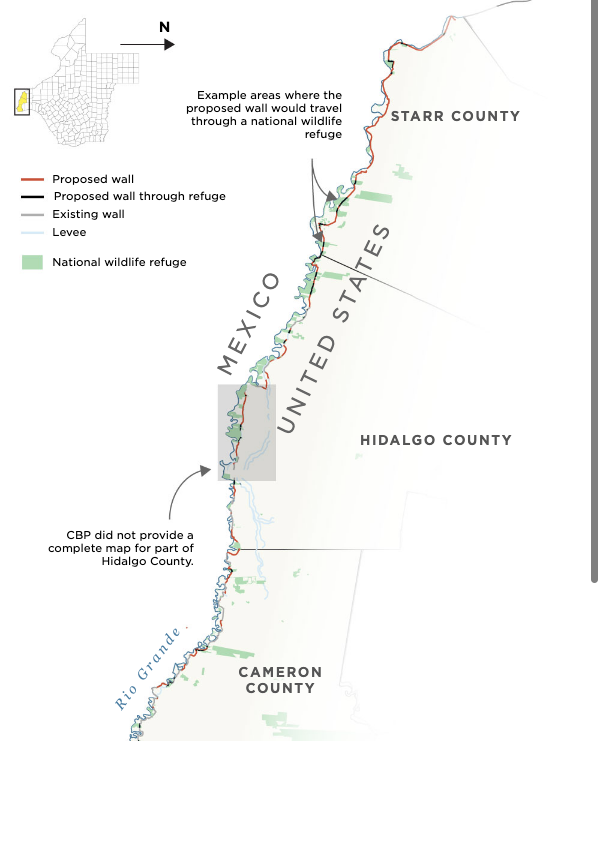 N
Example areas where the
proposed wall would travel
through a national wildlife
refuge
STARR COUNTY
Proposed wall
Proposed wall through refuge
Existing wall
Levee
National wildlife refuge
MEXICO
UNITED STATES
HIDALGO COUNTY
CBP did not provide a
complete map for part of
Hidalgo County.
Rio Grande
CAMERON
COUNTY